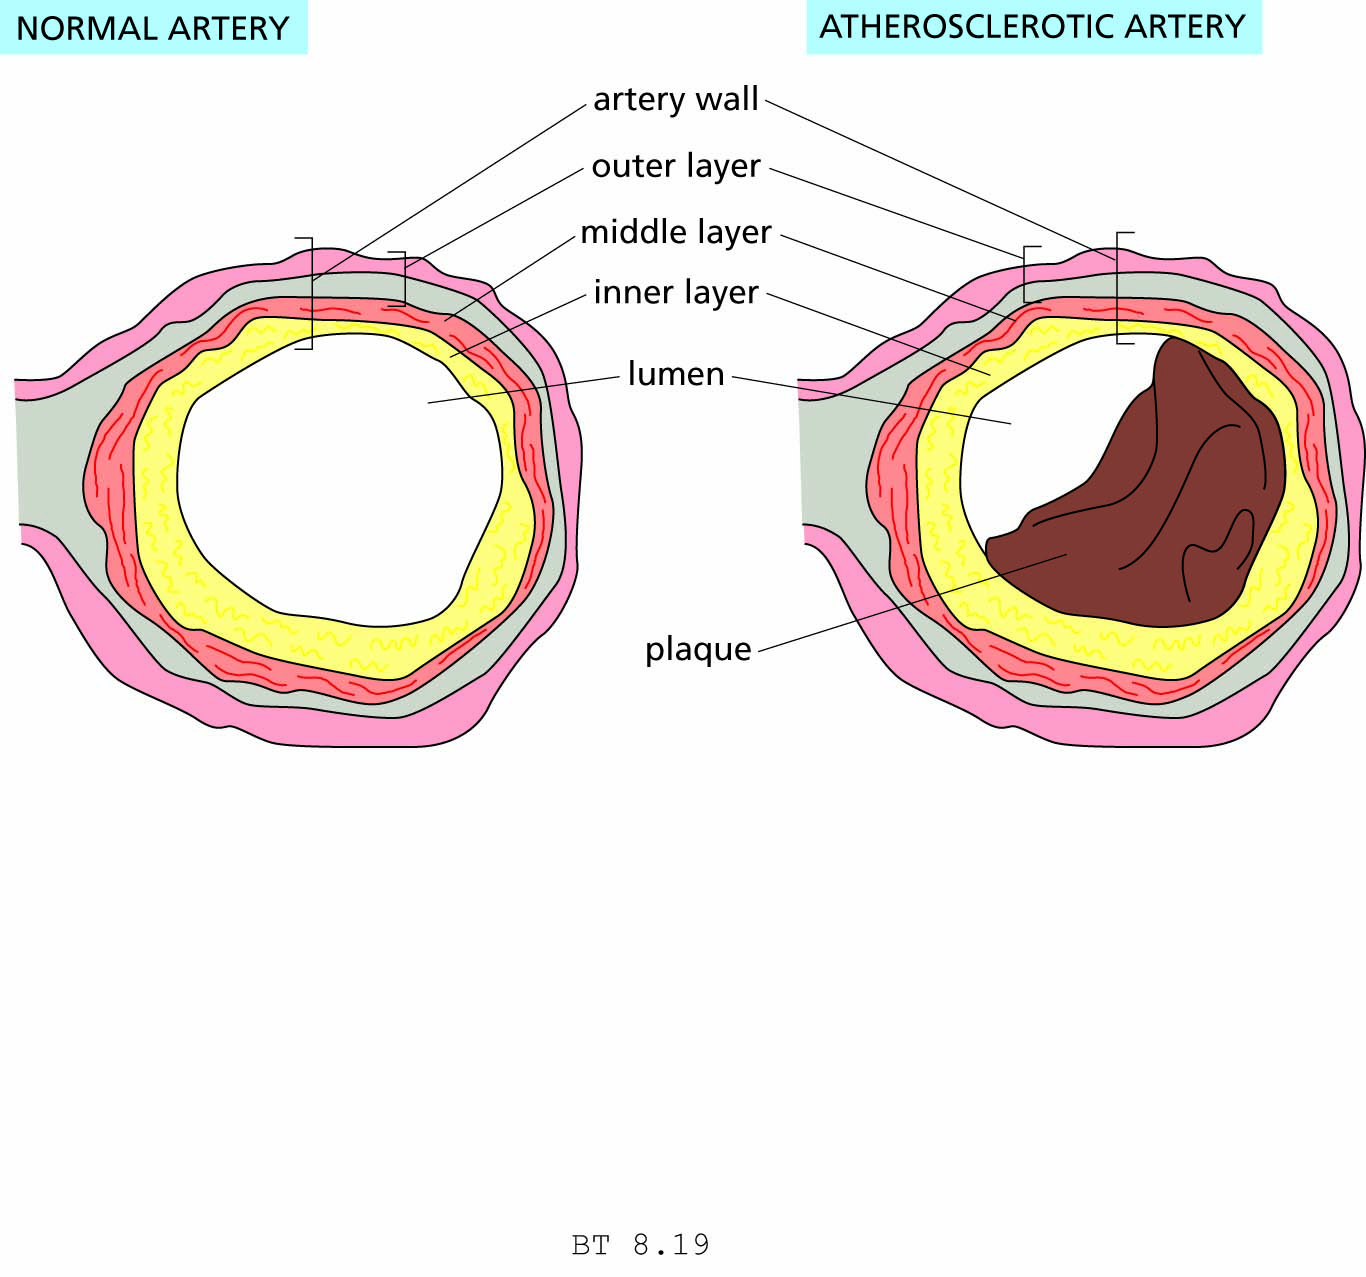 NORMAL ARTERY
ATHEROSCLEROTIC ARTERY
artery wall
outer layer
middle layer
inner layer
lumen
plaque
BT 8.19